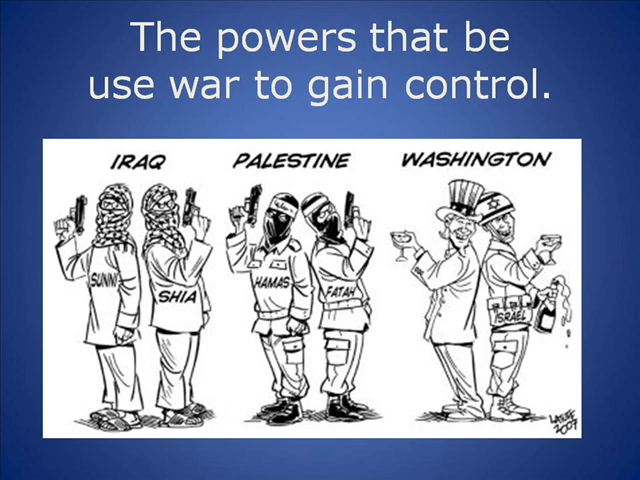 The powers that be
use war to gain control.
IRAQ
PALESTINE
WASHINGTON
SUNNI
SHIA
HAMAS
FATAH
ISRAEL
LATUFF
2007